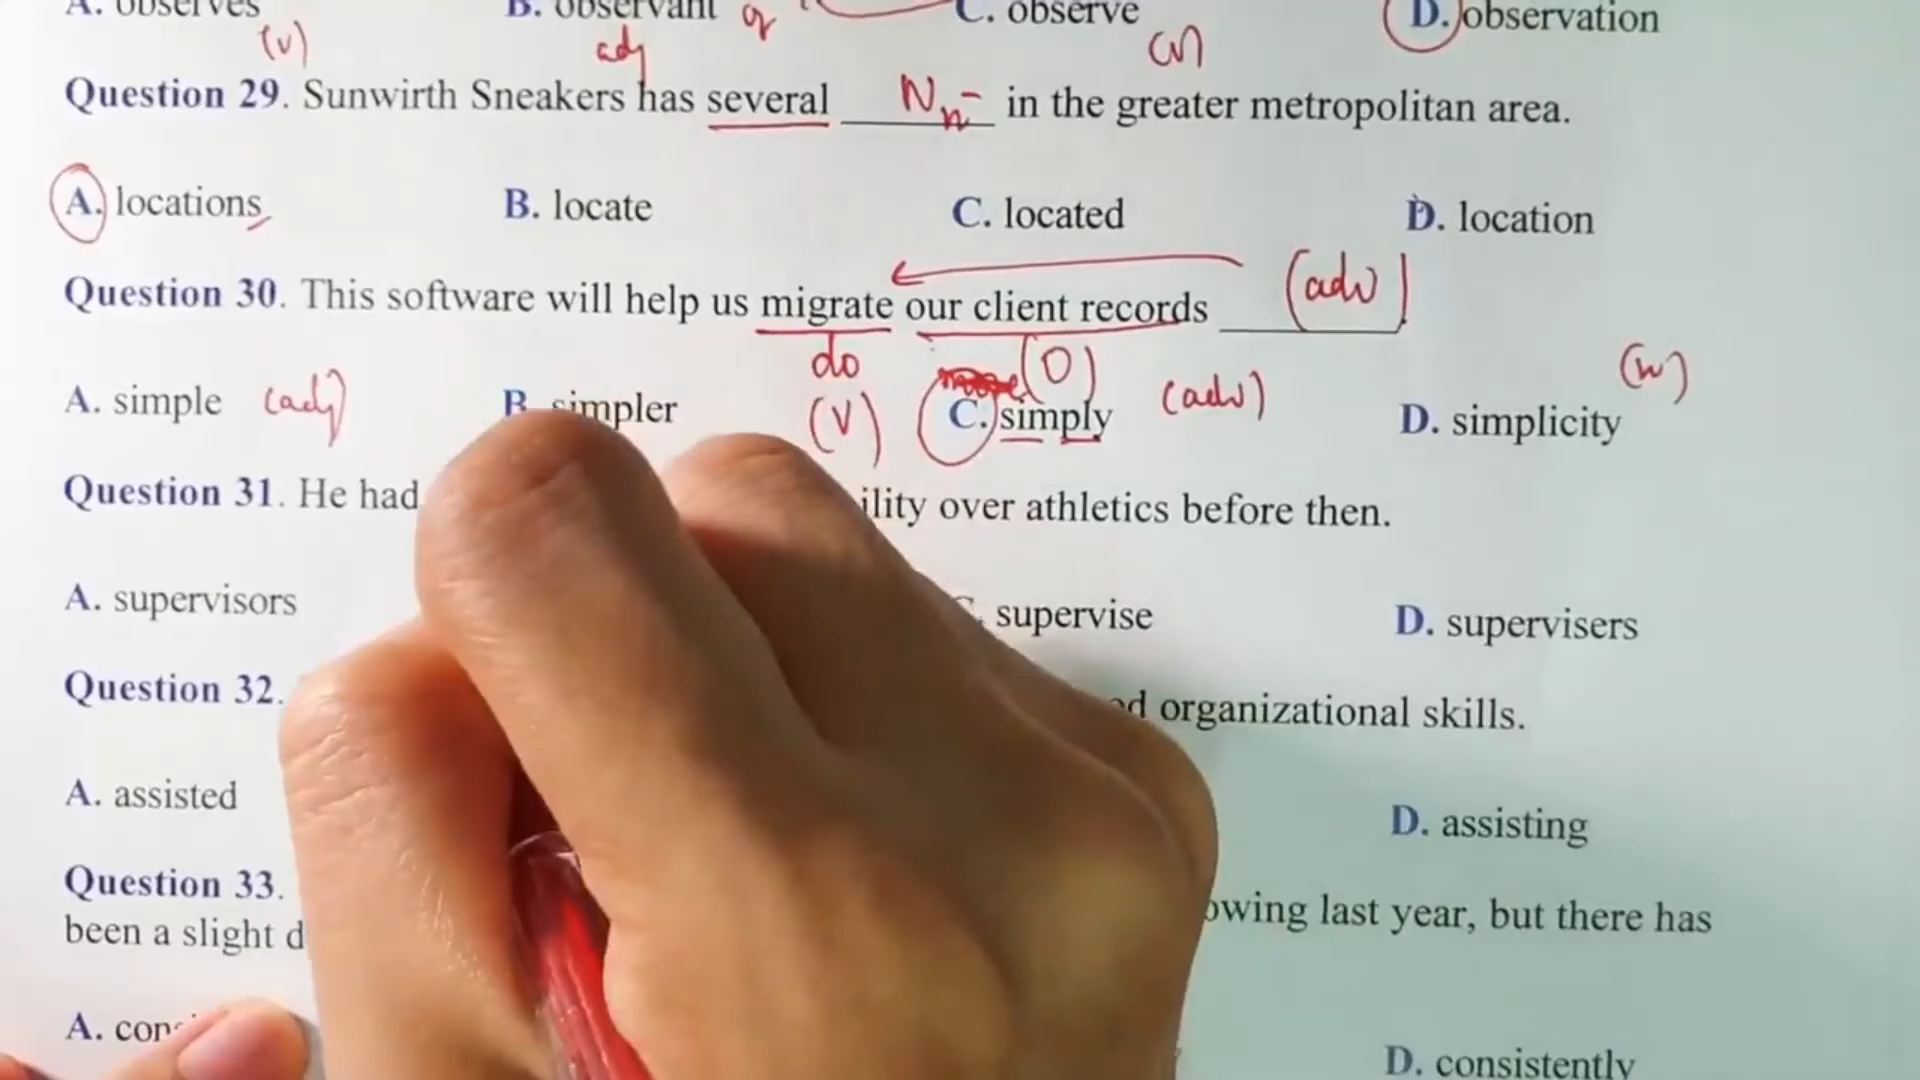 A. observes B. observant C. observe D. observation
(v) adj (v)
Question 29. Sunwirth Sneakers has several ______ in the greater metropolitan area.
A. locations B. locate C. located D. location
Question 30. This software will help us migrate our client records ______ (adv)
do (O) (n)
A. simple (adj) B. simpler (V) C. simply (adv) D. simplicity
Question 31. He had ility over athletics before then.
A. supervisors supervise D. supervisers
Question 32. organizational skills.
A. assisted D. assisting
Question 33. owing last year, but there has
been a slight d
A. con D. consistently